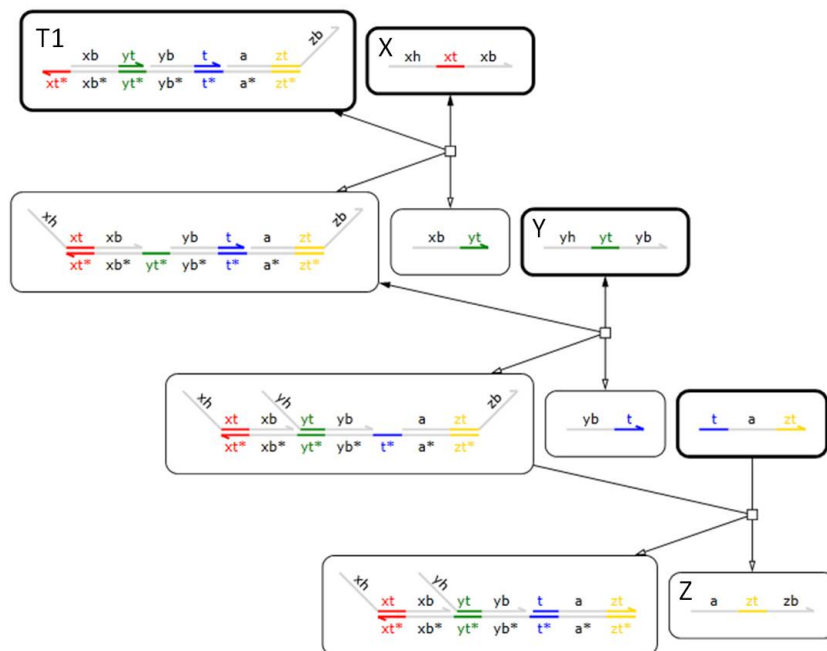 T1
xb yt yb t a zt zb
xt* xb* yt* yb* t* a* zt*
X
xh xt xb
xh xt xb yb t a zt zb
xt* xb* yt* yb* t* a* zt*
xb yt
Y
yh yt yb
xh xt xb yh yt yb a zt zb
xt* xb* yt* yb* t* a* zt*
yb t
t a zt
xh xt xb yh yt yb t a zt
xt* xb* yt* yb* t* a* zt*
Z
a zt zb